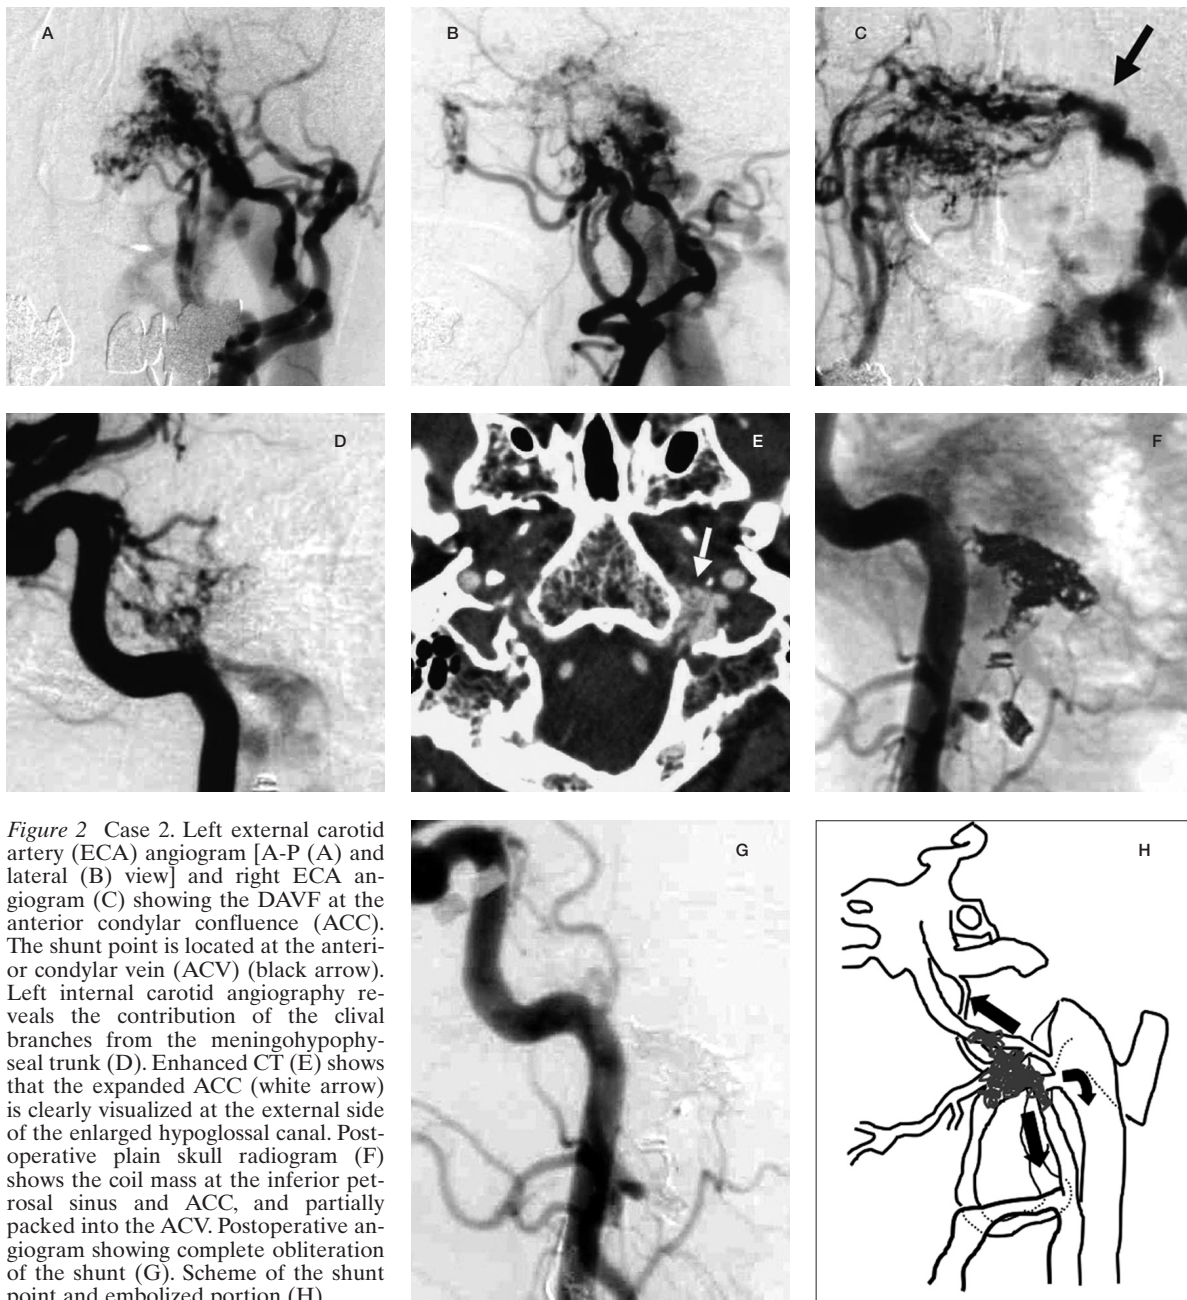 A
B
C
D
E
F
Figure 2 Case 2. Left external carotid
artery (ECA) angiogram [A-P (A) and
lateral (B) view] and right ECA an-
giogram (C) showing the DAVF at the
anterior condylar confluence (ACC).
The shunt point is located at the anteri-
or condylar vein (ACV) (black arrow).
Left internal carotid angiography re-
veals the contribution of the clival
branches from the meningohypophy-
seal trunk (D). Enhanced CT (E) shows
that the expanded ACC (white arrow)
is clearly visualized at the external side
of the enlarged hypoglossal canal. Post-
operative plain skull radiogram (F)
shows the coil mass at the inferior pet-
rosal sinus and ACC, and partially
packed into the ACV. Postoperative an-
giogram showing complete obliteration
of the shunt (G). Scheme of the shunt
point and embolized portion (H).
G
H